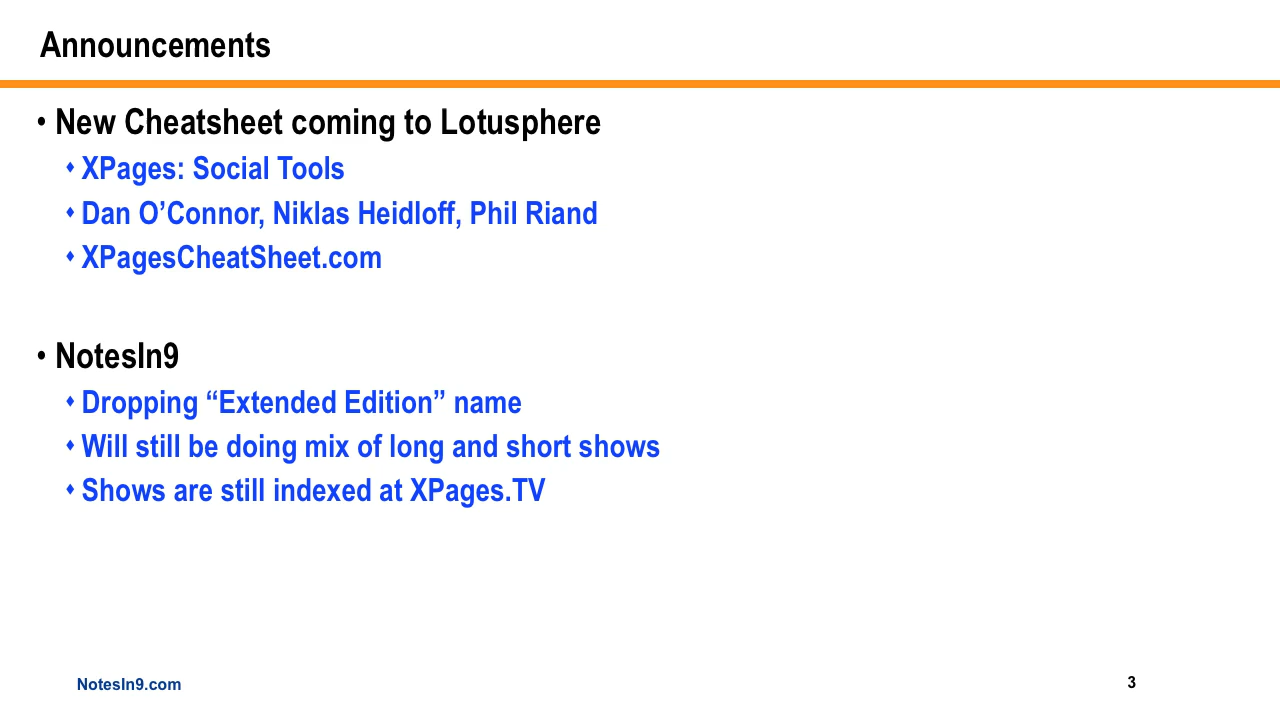 Announcements
• New Cheatsheet coming to Lotusphere
♦ XPages: Social Tools
♦ Dan O’Connor, Niklas Heidloff, Phil Riand
♦ XPagesCheatSheet.com
• NotesIn9
♦ Dropping “Extended Edition” name
♦ Will still be doing mix of long and short shows
♦ Shows are still indexed at XPages.TV
NotesIn9.com
3